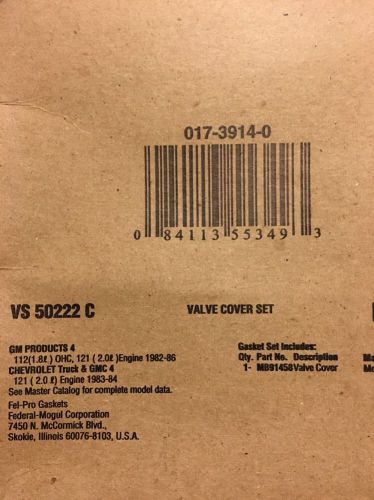 017-3914-0
0 84113 55349 3
VS 50222 C VALVE COVER SET
GM PRODUCTS 4
112(1.8ℓ) OHC, 121 ( 2.0ℓ)Engine 1982-86
CHEVROLET Truck & GMC 4
121 ( 2.0 ℓ) Engine 1983-84
See Master Catalog for complete model data.
Fel-Pro Gaskets
Federal-Mogul Corporation
7450 N. McCormick Blvd.,
Skokie, Illinois 60076-8103, U.S.A.
Gasket Set Includes:
Qty. Part No. Description
1- MB91458Valve Cover